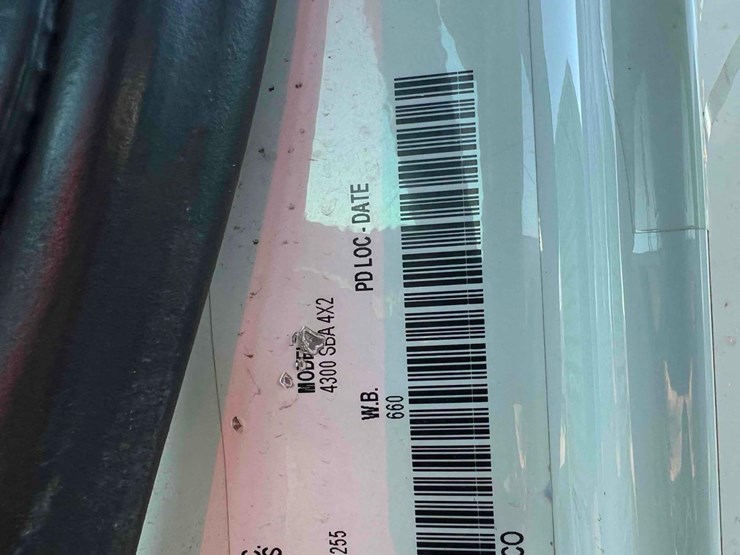 MODEL
4300 SBA 4X2
W.B. PD LOC - DATE
660
255
CO